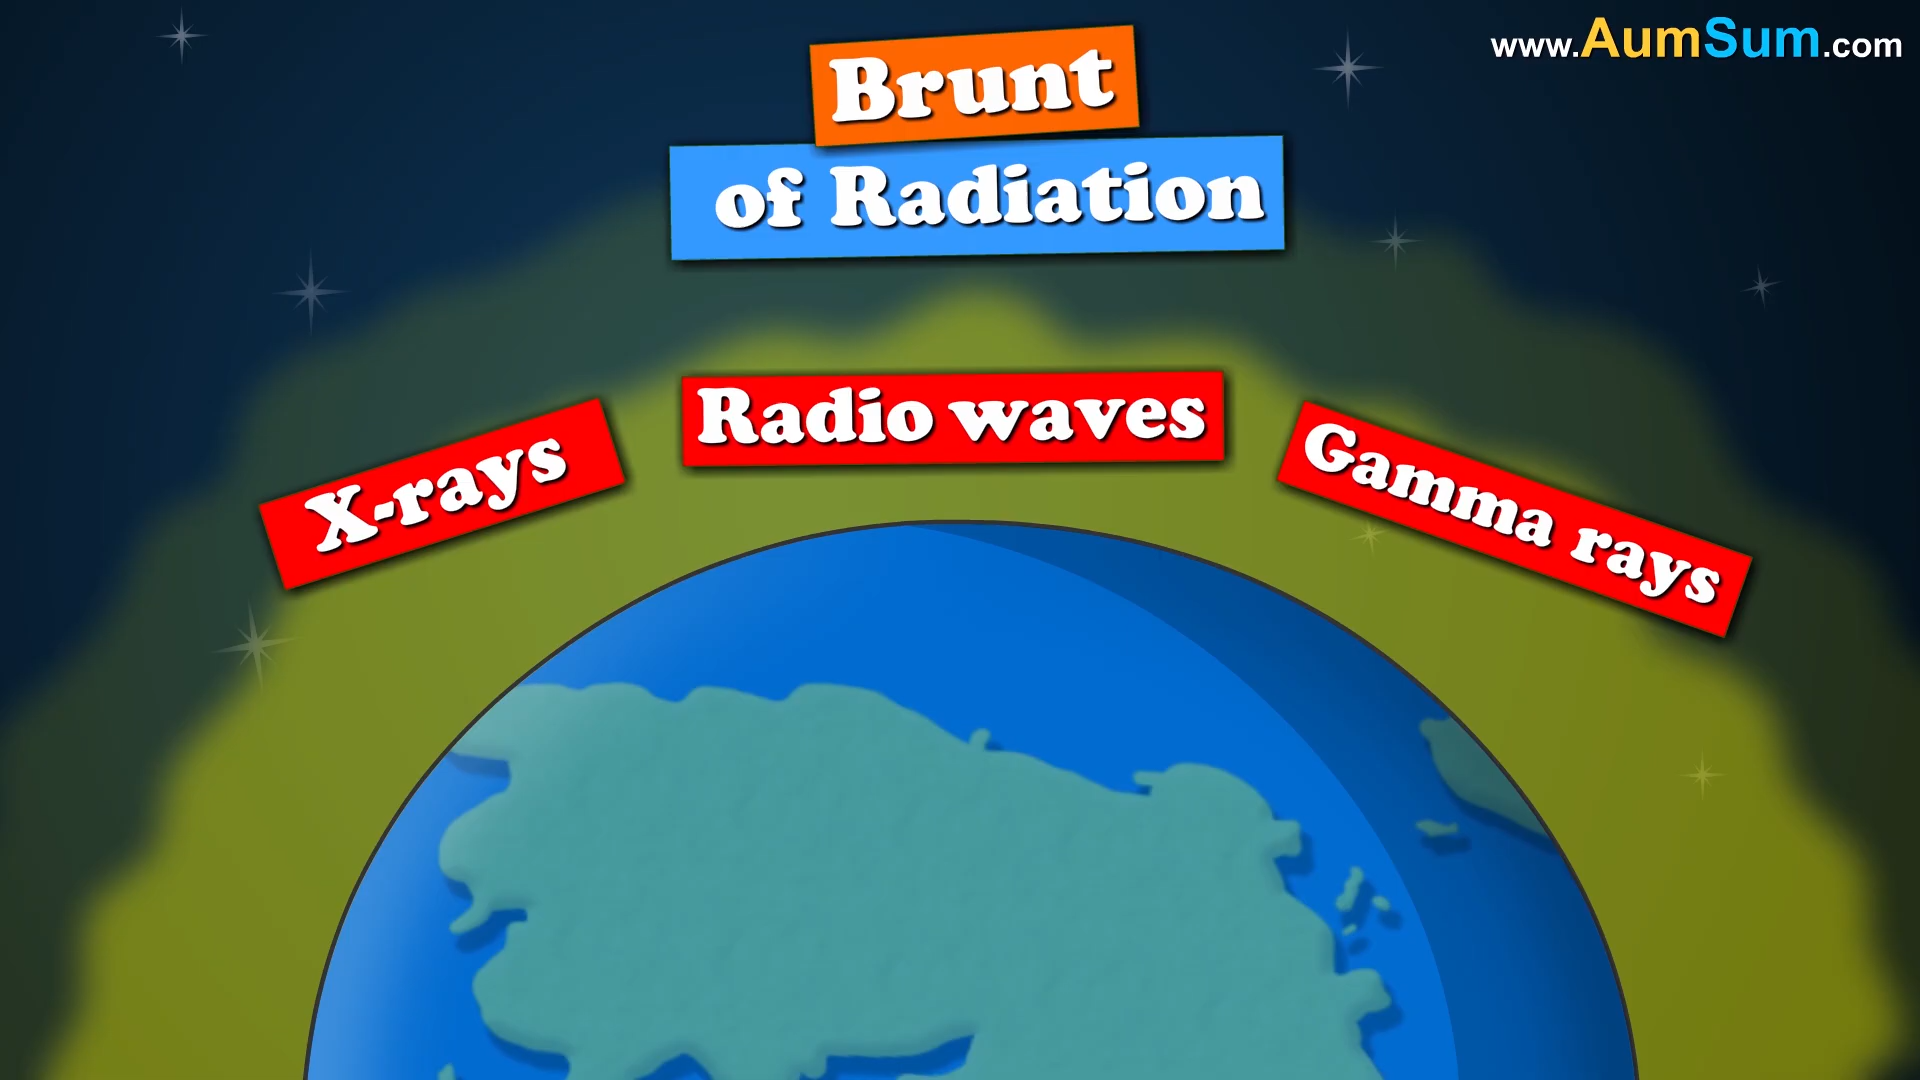 www.AumSum.com
Brunt
of Radiation
X-rays
Radio waves
Gamma rays